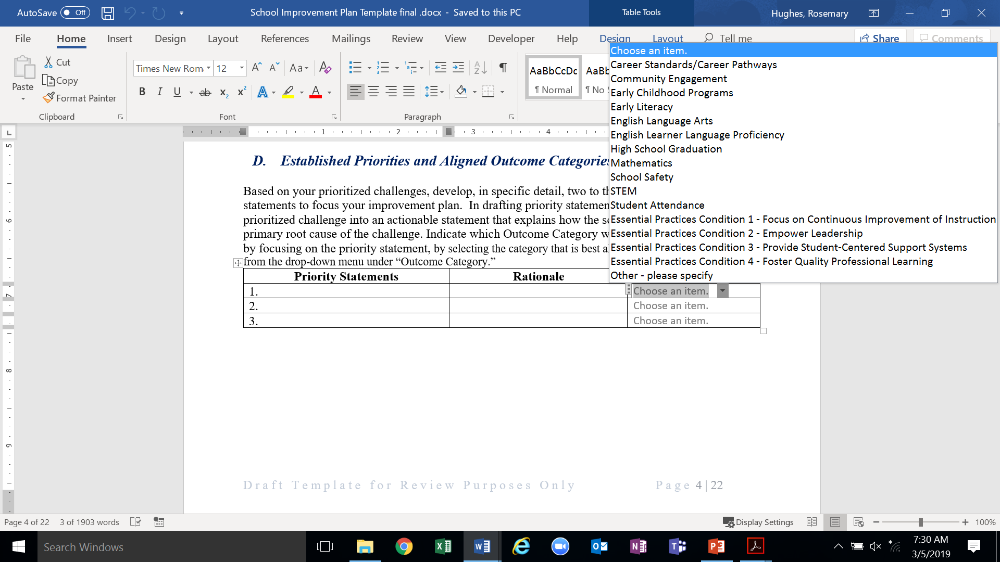 AutoSave Off
School Improvement Plan Template final .docx - Saved to this PC
Table Tools
Hughes, Rosemary
File Home Insert Design Layout References Mailings Review View Developer Help Design Layout Tell me
Share Comments
Paste
Cut
Copy
Format Painter
Clipboard
Times New Rom 12
Font
Paragraph
AaBbCcDc
¶ Normal
AaBb
¶ No
1 2 3 4
Choose an item.
Career Standards/Career Pathways
Community Engagement
Early Childhood Programs
Early Literacy
English Language Arts
English Learner Language Proficiency
High School Graduation
Mathematics
School Safety
STEM
Student Attendance
Essential Practices Condition 1 - Focus on Continuous Improvement of Instruction
Essential Practices Condition 2 - Empower Leadership
Essential Practices Condition 3 - Provide Student-Centered Support Systems
Essential Practices Condition 4 - Foster Quality Professional Learning
Other - please specify
D. Established Priorities and Aligned Outcome Categories
Based on your prioritized challenges, develop, in specific detail, two to
statements to focus your improvement plan. In drafting priority
prioritized challenge into an actionable statement that explains how the
primary root cause of the challenge. Indicate which Outcome Category
by focusing on the priority statement, by selecting the category that is best
from the drop-down menu under “Outcome Category.”
Priority Statements Rationale
1. Choose an item.
2. Choose an item.
3. Choose an item.
5
6
7
8
9
Draft Template for Review Purposes Only Page 4 | 22
Page 4 of 22 3 of 1903 words
Display Settings 100%
Search Windows
7:30 AM
3/5/2019